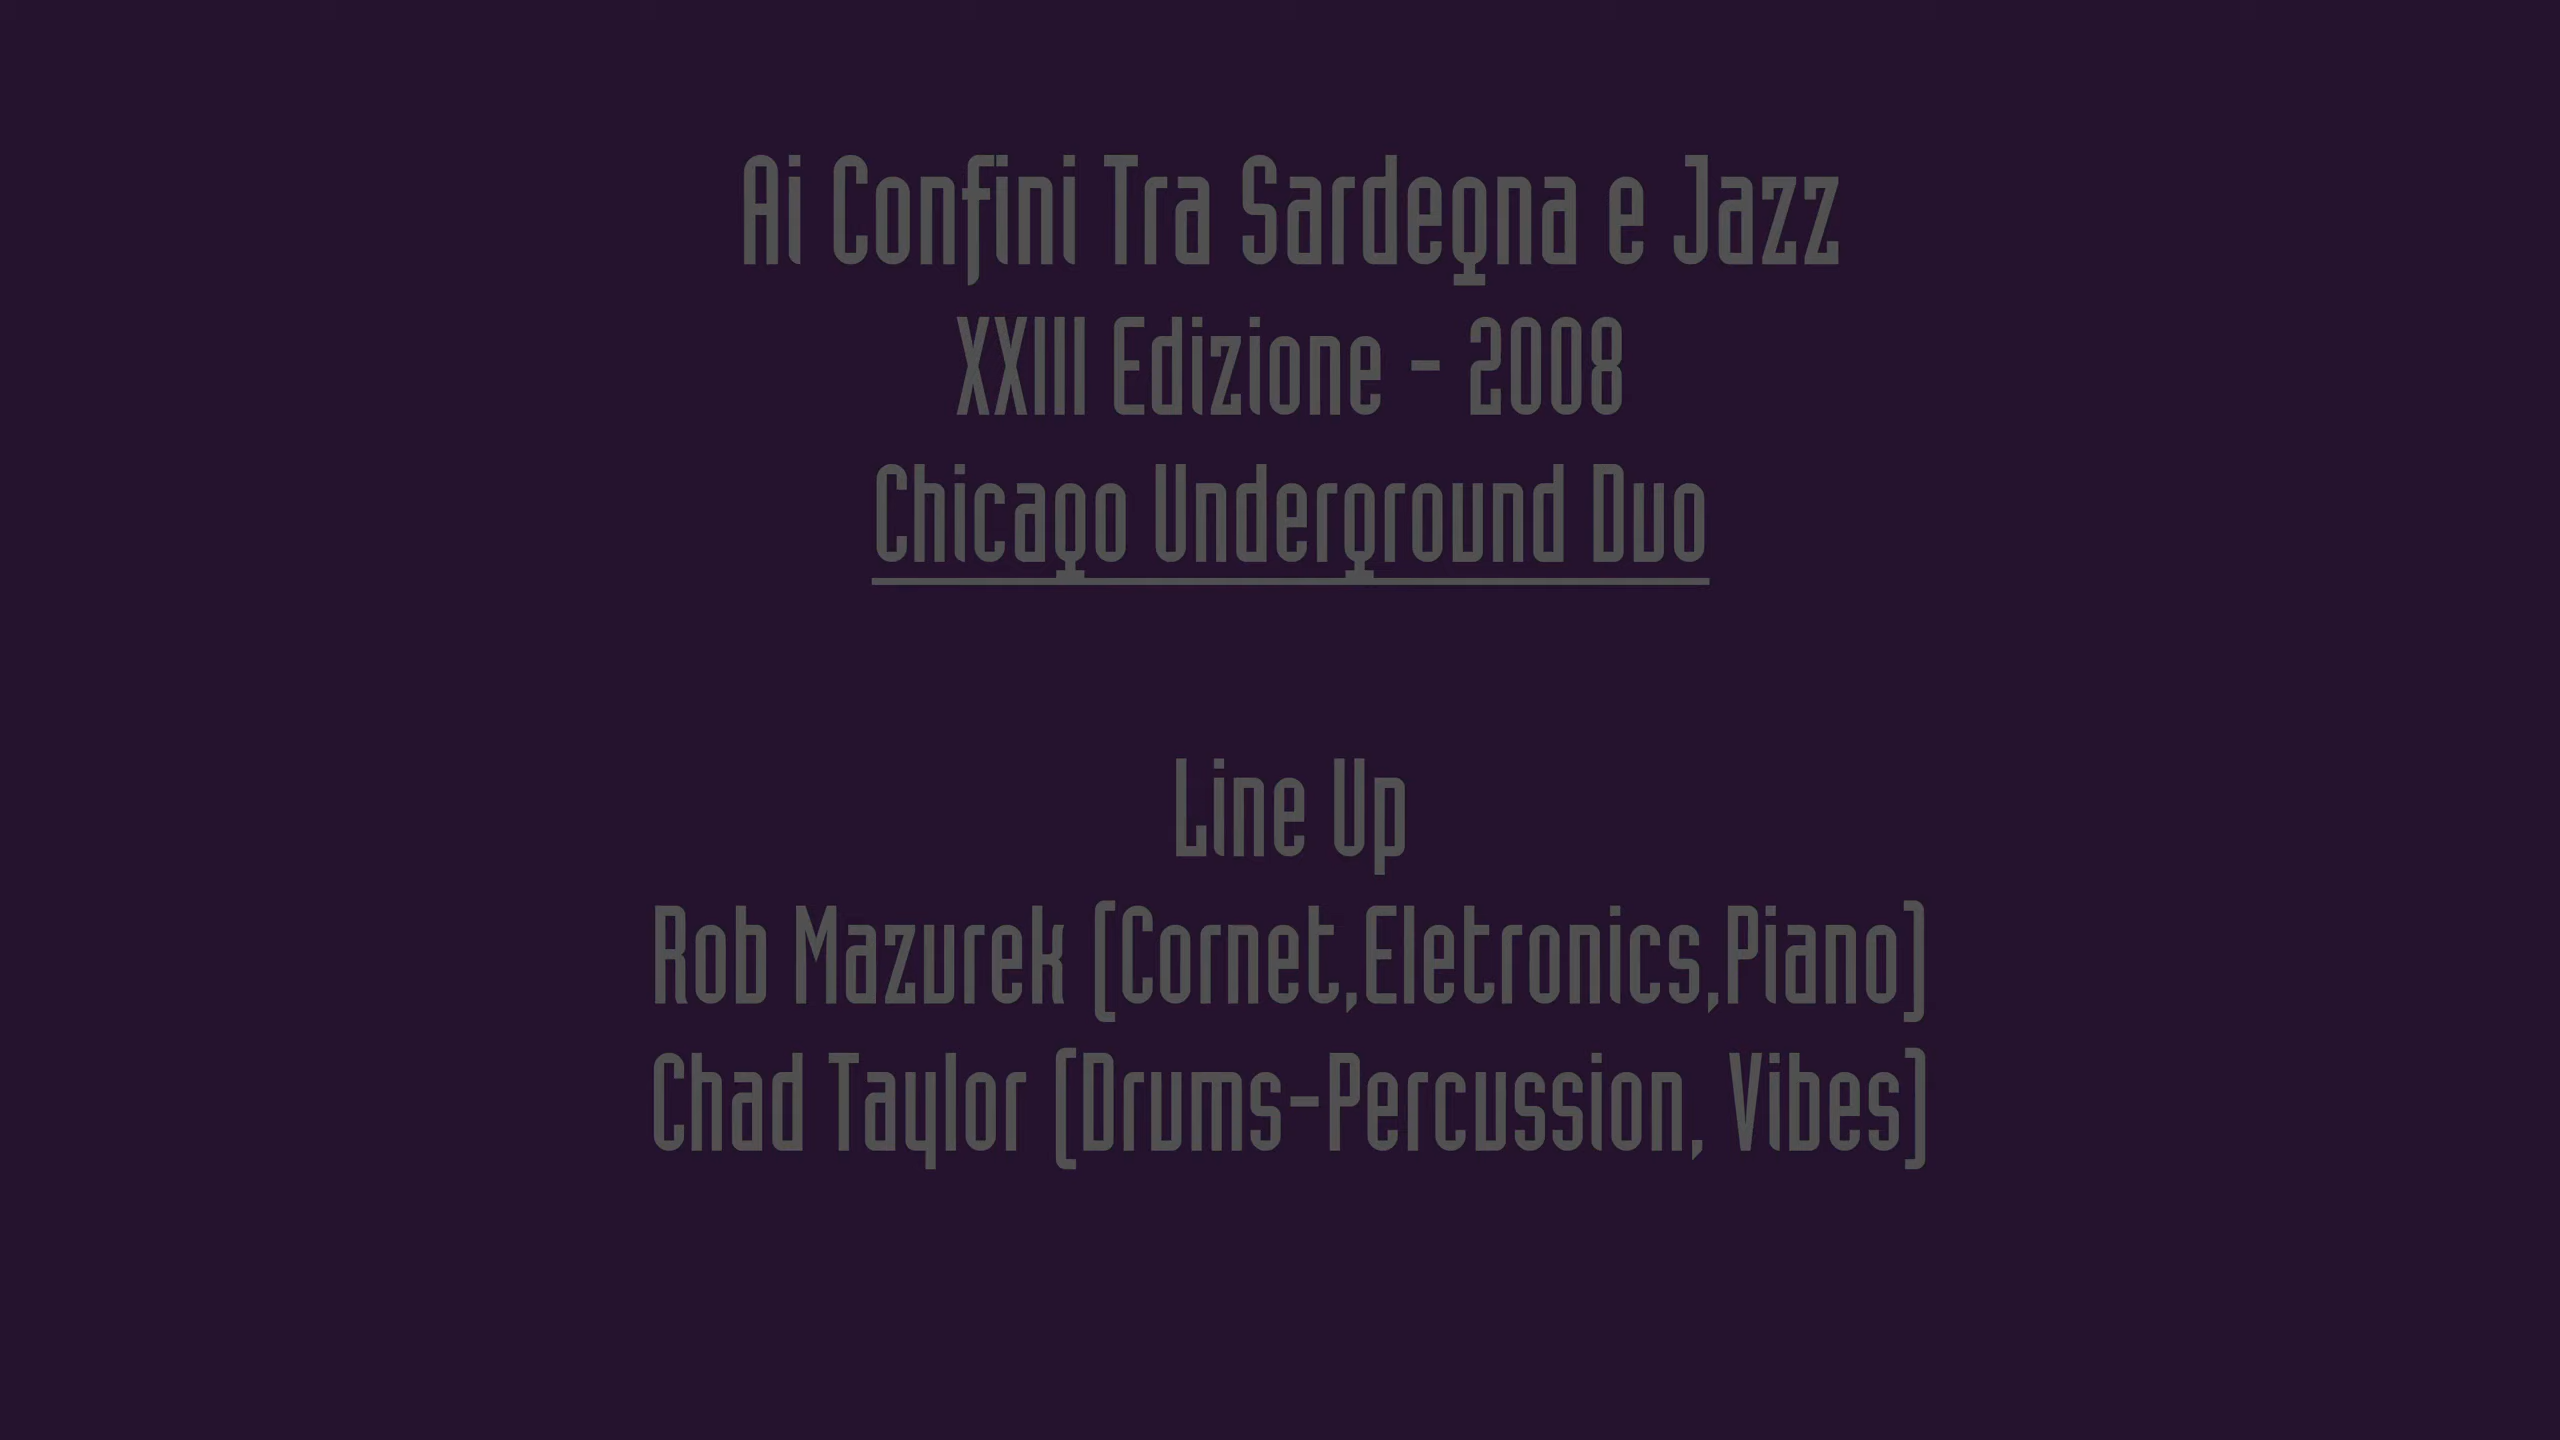 Ai Confini Tra Sardegna e Jazz
XXIII Edizione - 2008
Chicago Underground Duo
Line Up
Rob Mazurek (Cornet,Eletronics,Piano)
Chad Taylor (Drums-Percussion, Vibes)